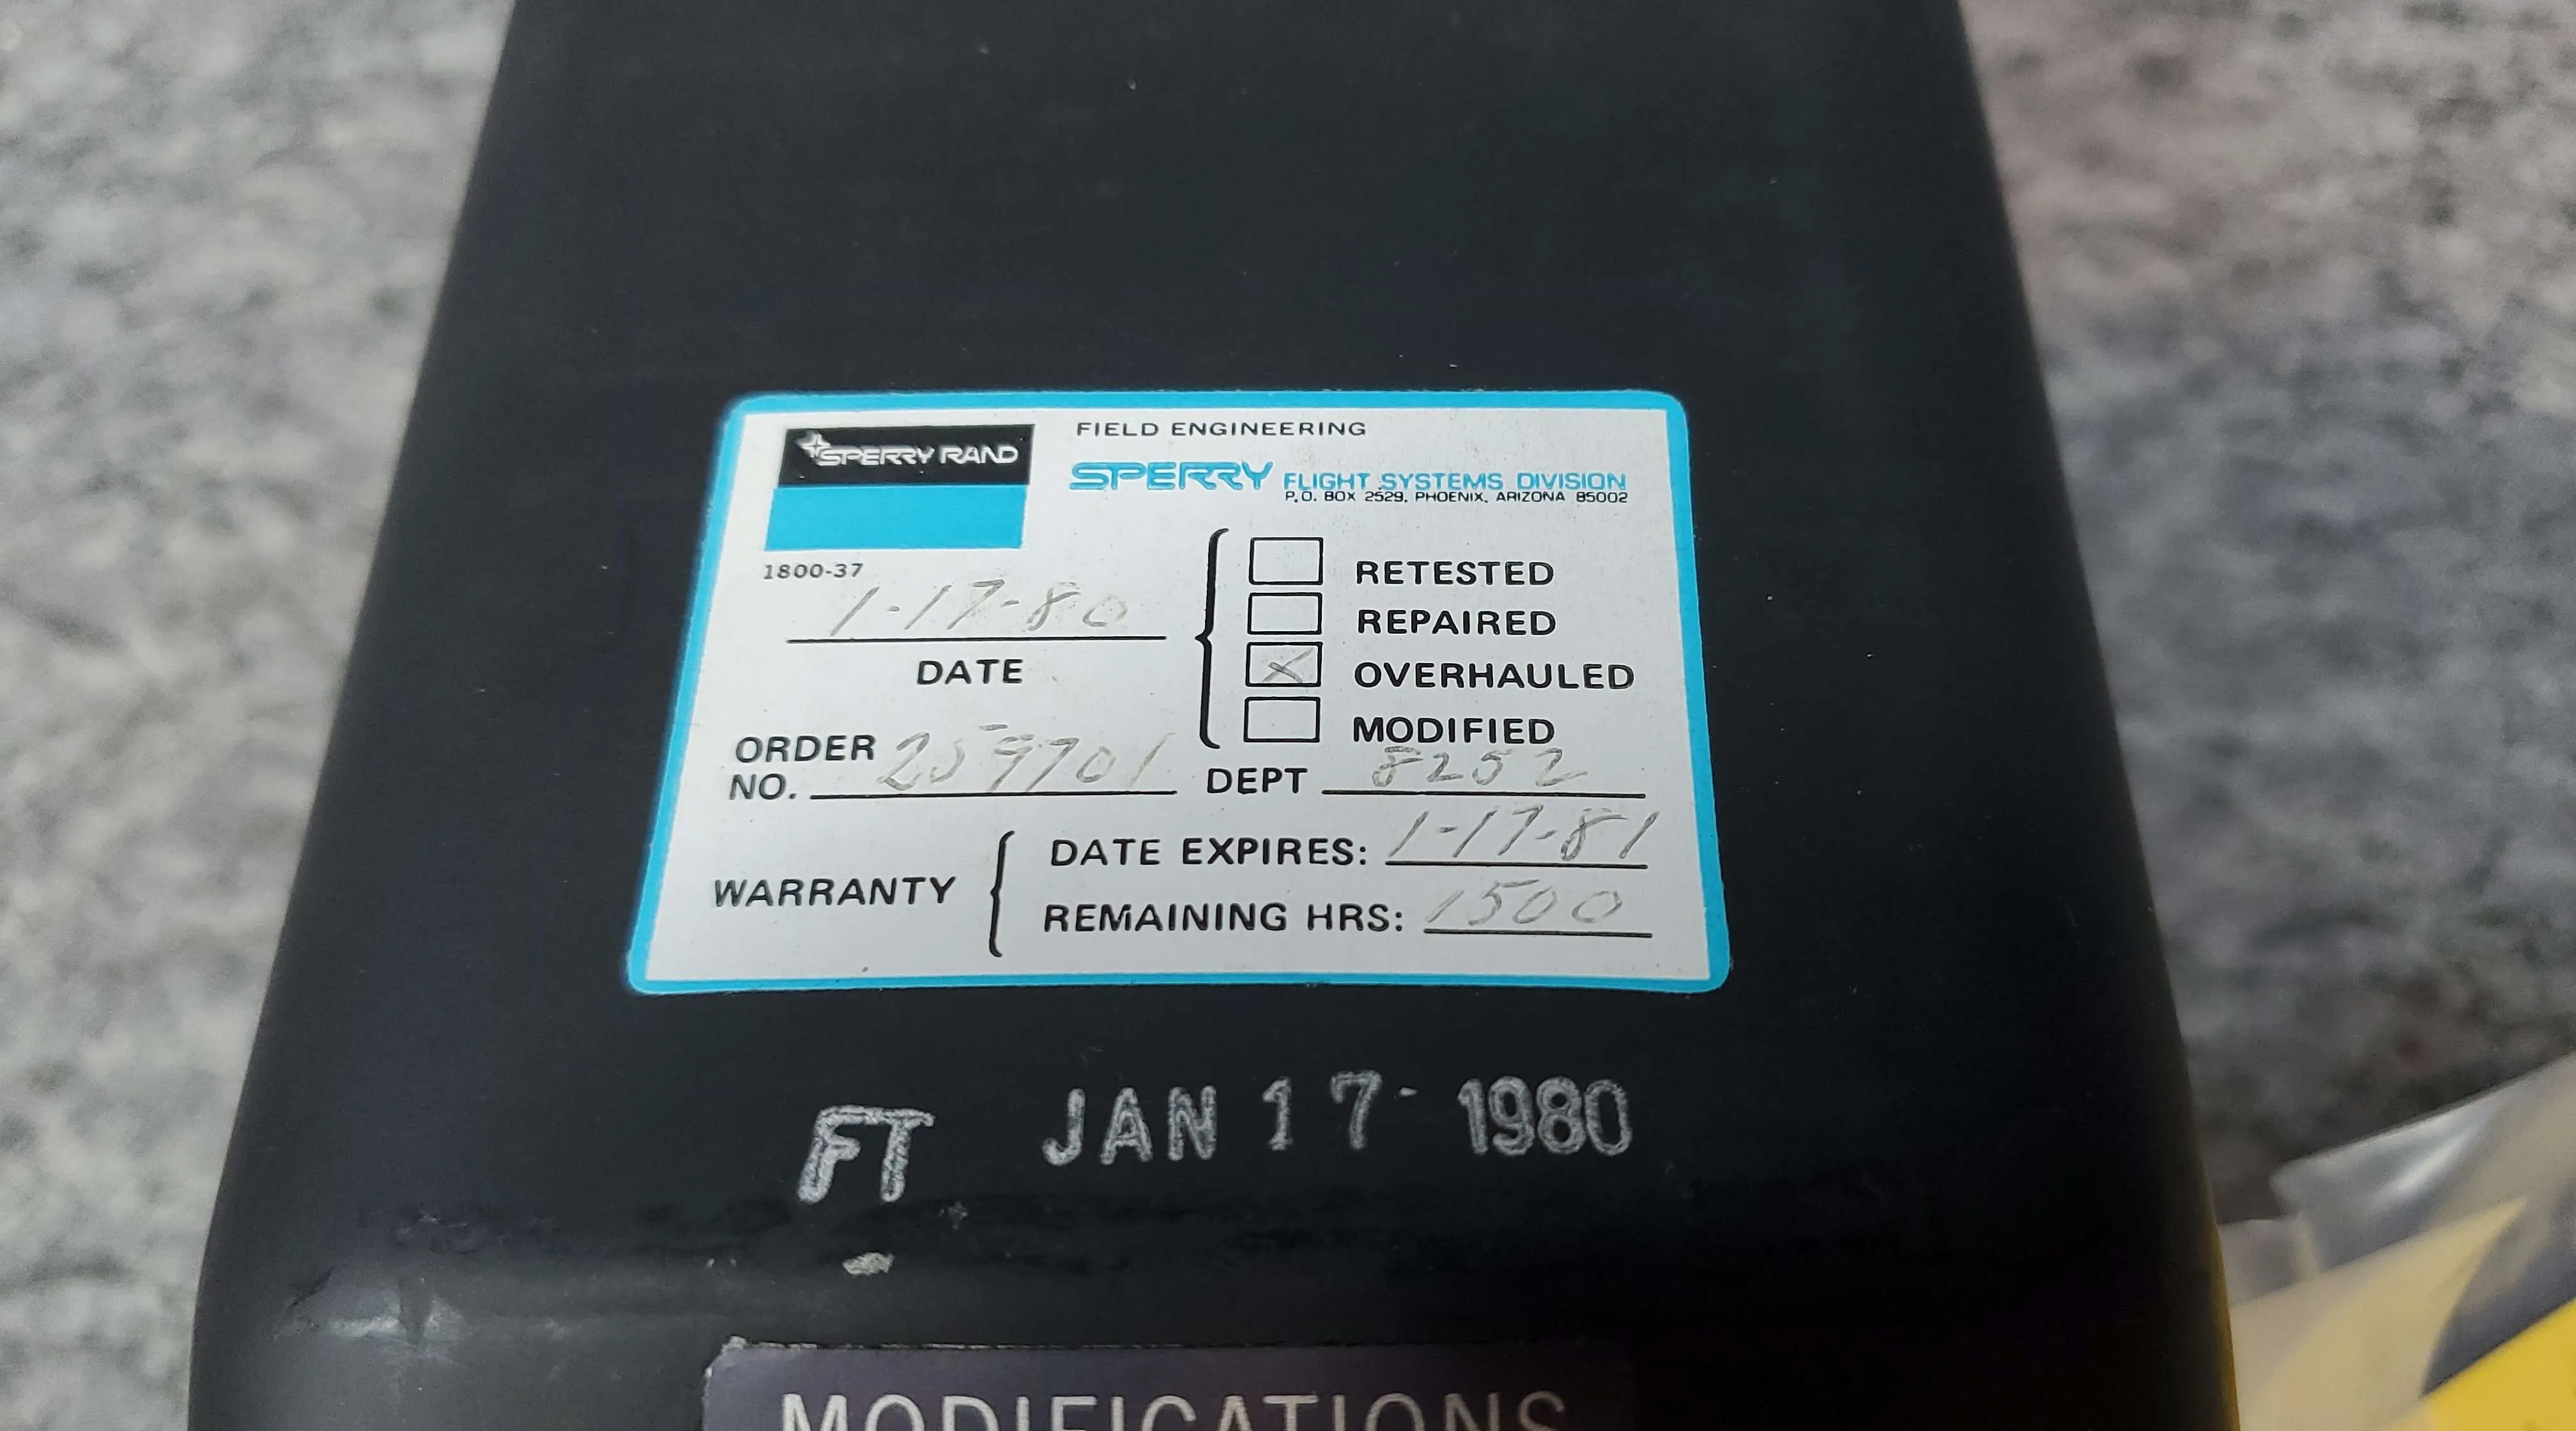 SPERRY RAND
FIELD ENGINEERING
SPERRY FLIGHT SYSTEMS DIVISION
P.O. BOX 2529, PHOENIX, ARIZONA 85002
1800-37
1-17-80
DATE
RETESTED
REPAIRED
X OVERHAULED
MODIFIED
ORDER NO. 259701 DEPT 8252
WARRANTY
DATE EXPIRES: 1-17-81
REMAINING HRS: 1500
FT JAN 17 1980
MODIFICATIONS